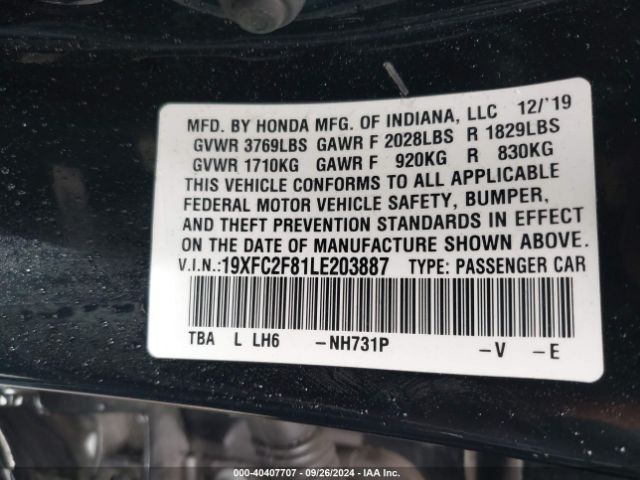 MFD. BY HONDA MFG. OF INDIANA, LLC 12/'19
GVWR 3769LBS GAWR F 2028LBS R 1829LBS
GVWR 1710KG GAWR F 920KG R 830KG
THIS VEHICLE CONFORMS TO ALL APPLICABLE
FEDERAL MOTOR VEHICLE SAFETY, BUMPER,
AND THEFT PREVENTION STANDARDS IN EFFECT
ON THE DATE OF MANUFACTURE SHOWN ABOVE.
V.I.N.:19XFC2F81LE203887 TYPE: PASSENGER CAR
TBA L LH6 -NH731P -V -E
000-40407707 - 09/26/2024 - IAA Inc.